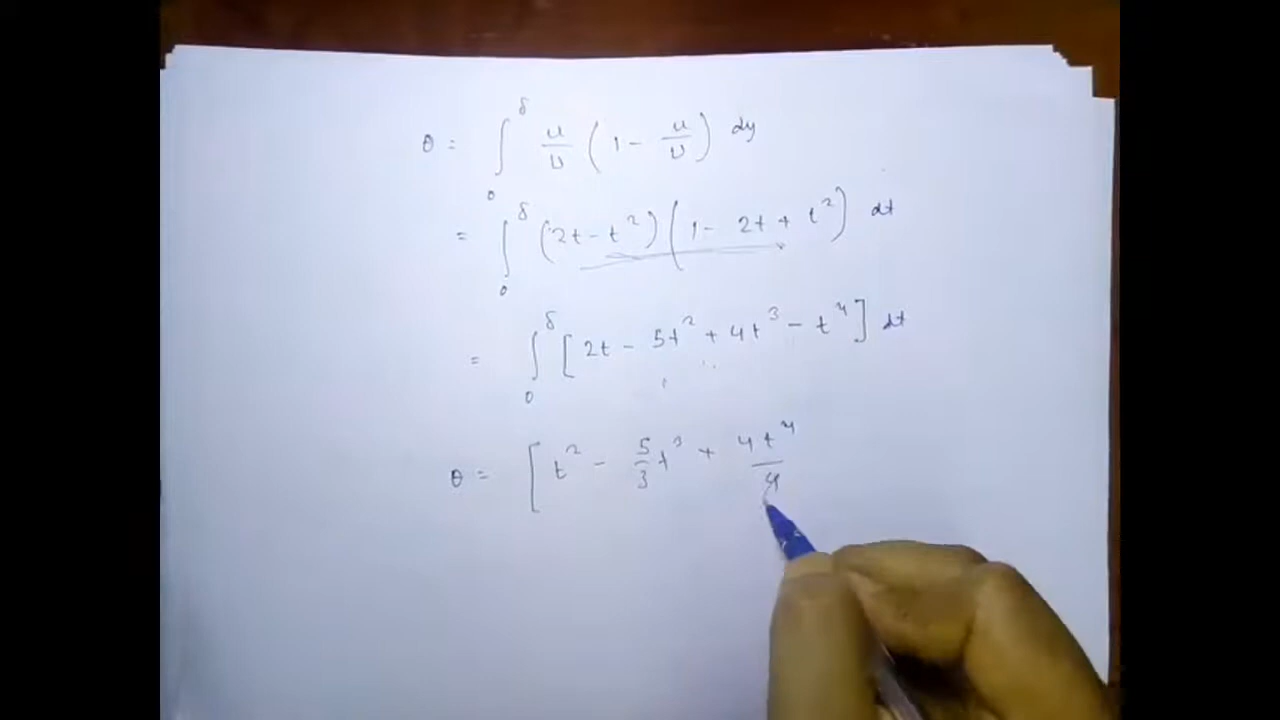 θ = ∫₀^δ u/U (1 - u/U) dy
= ∫₀^δ (2t - t²) (1 - 2t + t²) dt
= ∫₀^δ [2t - 5t² + 4t³ - t⁴] dt
θ = [t² - 5/3 t³ + 4t⁴/4